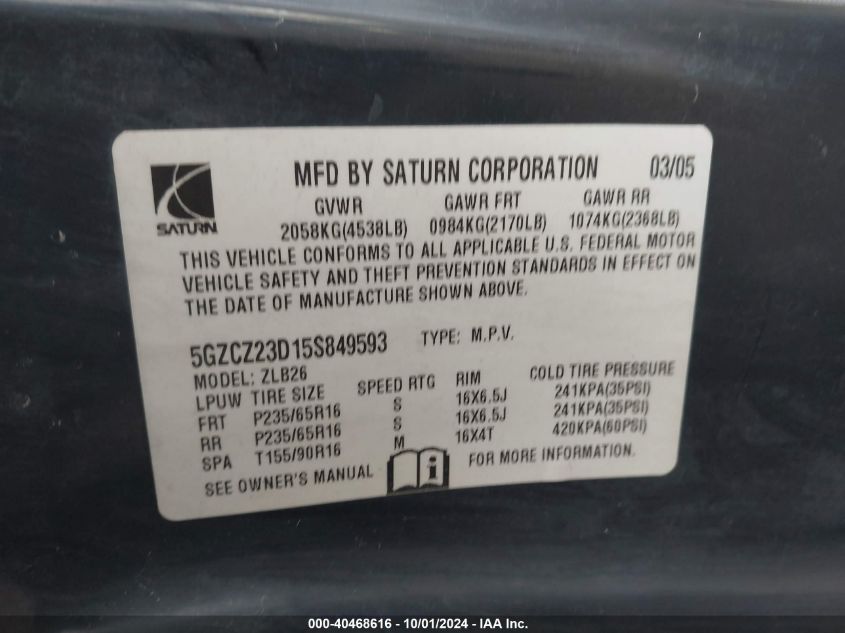 MFD BY SATURN CORPORATION 03/05
GVWR GAWR FRT GAWR RR
SATURN 2058KG(4538LB) 0984KG(2170LB) 1074KG(2368LB)
THIS VEHICLE CONFORMS TO ALL APPLICABLE U.S. FEDERAL MOTOR
VEHICLE SAFETY AND THEFT PREVENTION STANDARDS IN EFFECT ON
THE DATE OF MANUFACTURE SHOWN ABOVE.
5GZCZ23D15S849593 TYPE: M.P.V.
MODEL: ZLB26
LPUW TIRE SIZE SPEED RTG RIM COLD TIRE PRESSURE
FRT P235/65R16 S 16X6.5J 241KPA(35PSI)
RR P235/65R16 S 16X6.5J 241KPA(35PSI)
SPA T155/90R16 M 16X4T 420KPA(60PSI)
SEE OWNER'S MANUAL i FOR MORE INFORMATION.
000-40468616 - 10/01/2024 - IAA Inc.